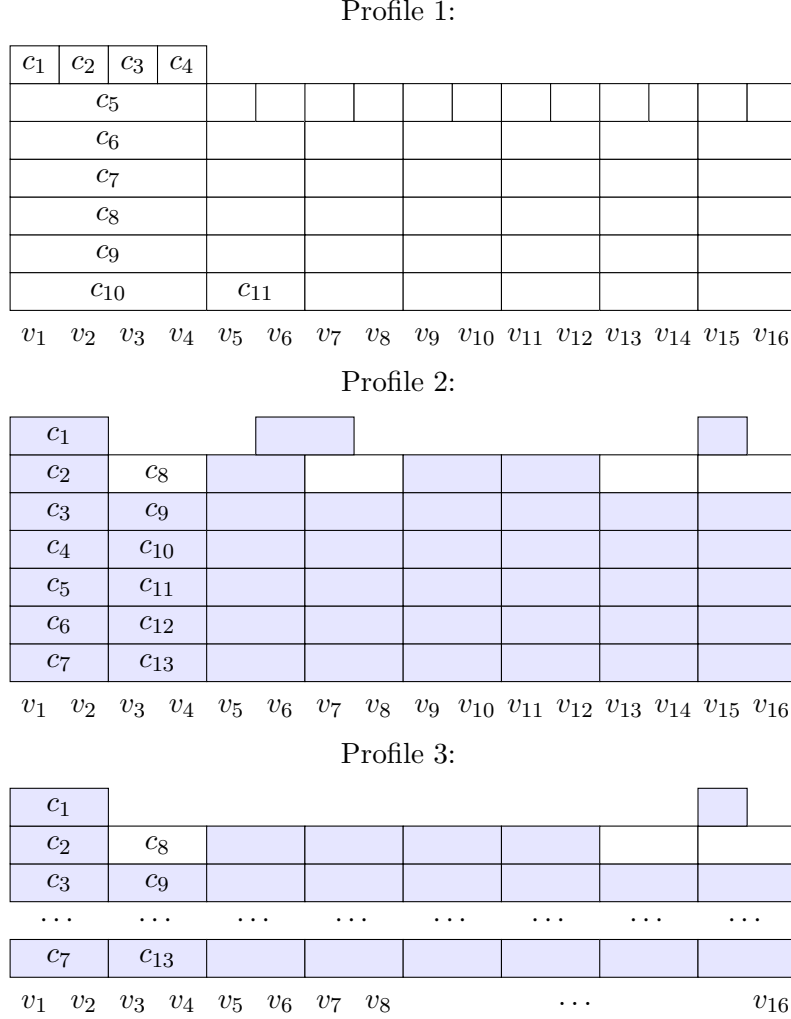 Profile 1:
c₁ c₂ c₃ c₄
c₅
c₆
c₇
c₈
c₉
c₁₀ c₁₁
v₁ v₂ v₃ v₄ v₅ v₆ v₇ v₈ v₉ v₁₀ v₁₁ v₁₂ v₁₃ v₁₄ v₁₅ v₁₆
Profile 2:
c₁
c₂ c₈
c₃ c₉
c₄ c₁₀
c₅ c₁₁
c₆ c₁₂
c₇ c₁₃
v₁ v₂ v₃ v₄ v₅ v₆ v₇ v₈ v₉ v₁₀ v₁₁ v₁₂ v₁₃ v₁₄ v₁₅ v₁₆
Profile 3:
c₁
c₂ c₈
c₃ c₉
⋯ ⋯ ⋯ ⋯ ⋯ ⋯ ⋯ ⋯
c₇ c₁₃
v₁ v₂ v₃ v₄ v₅ v₆ v₇ v₈ ⋯ v₁₆